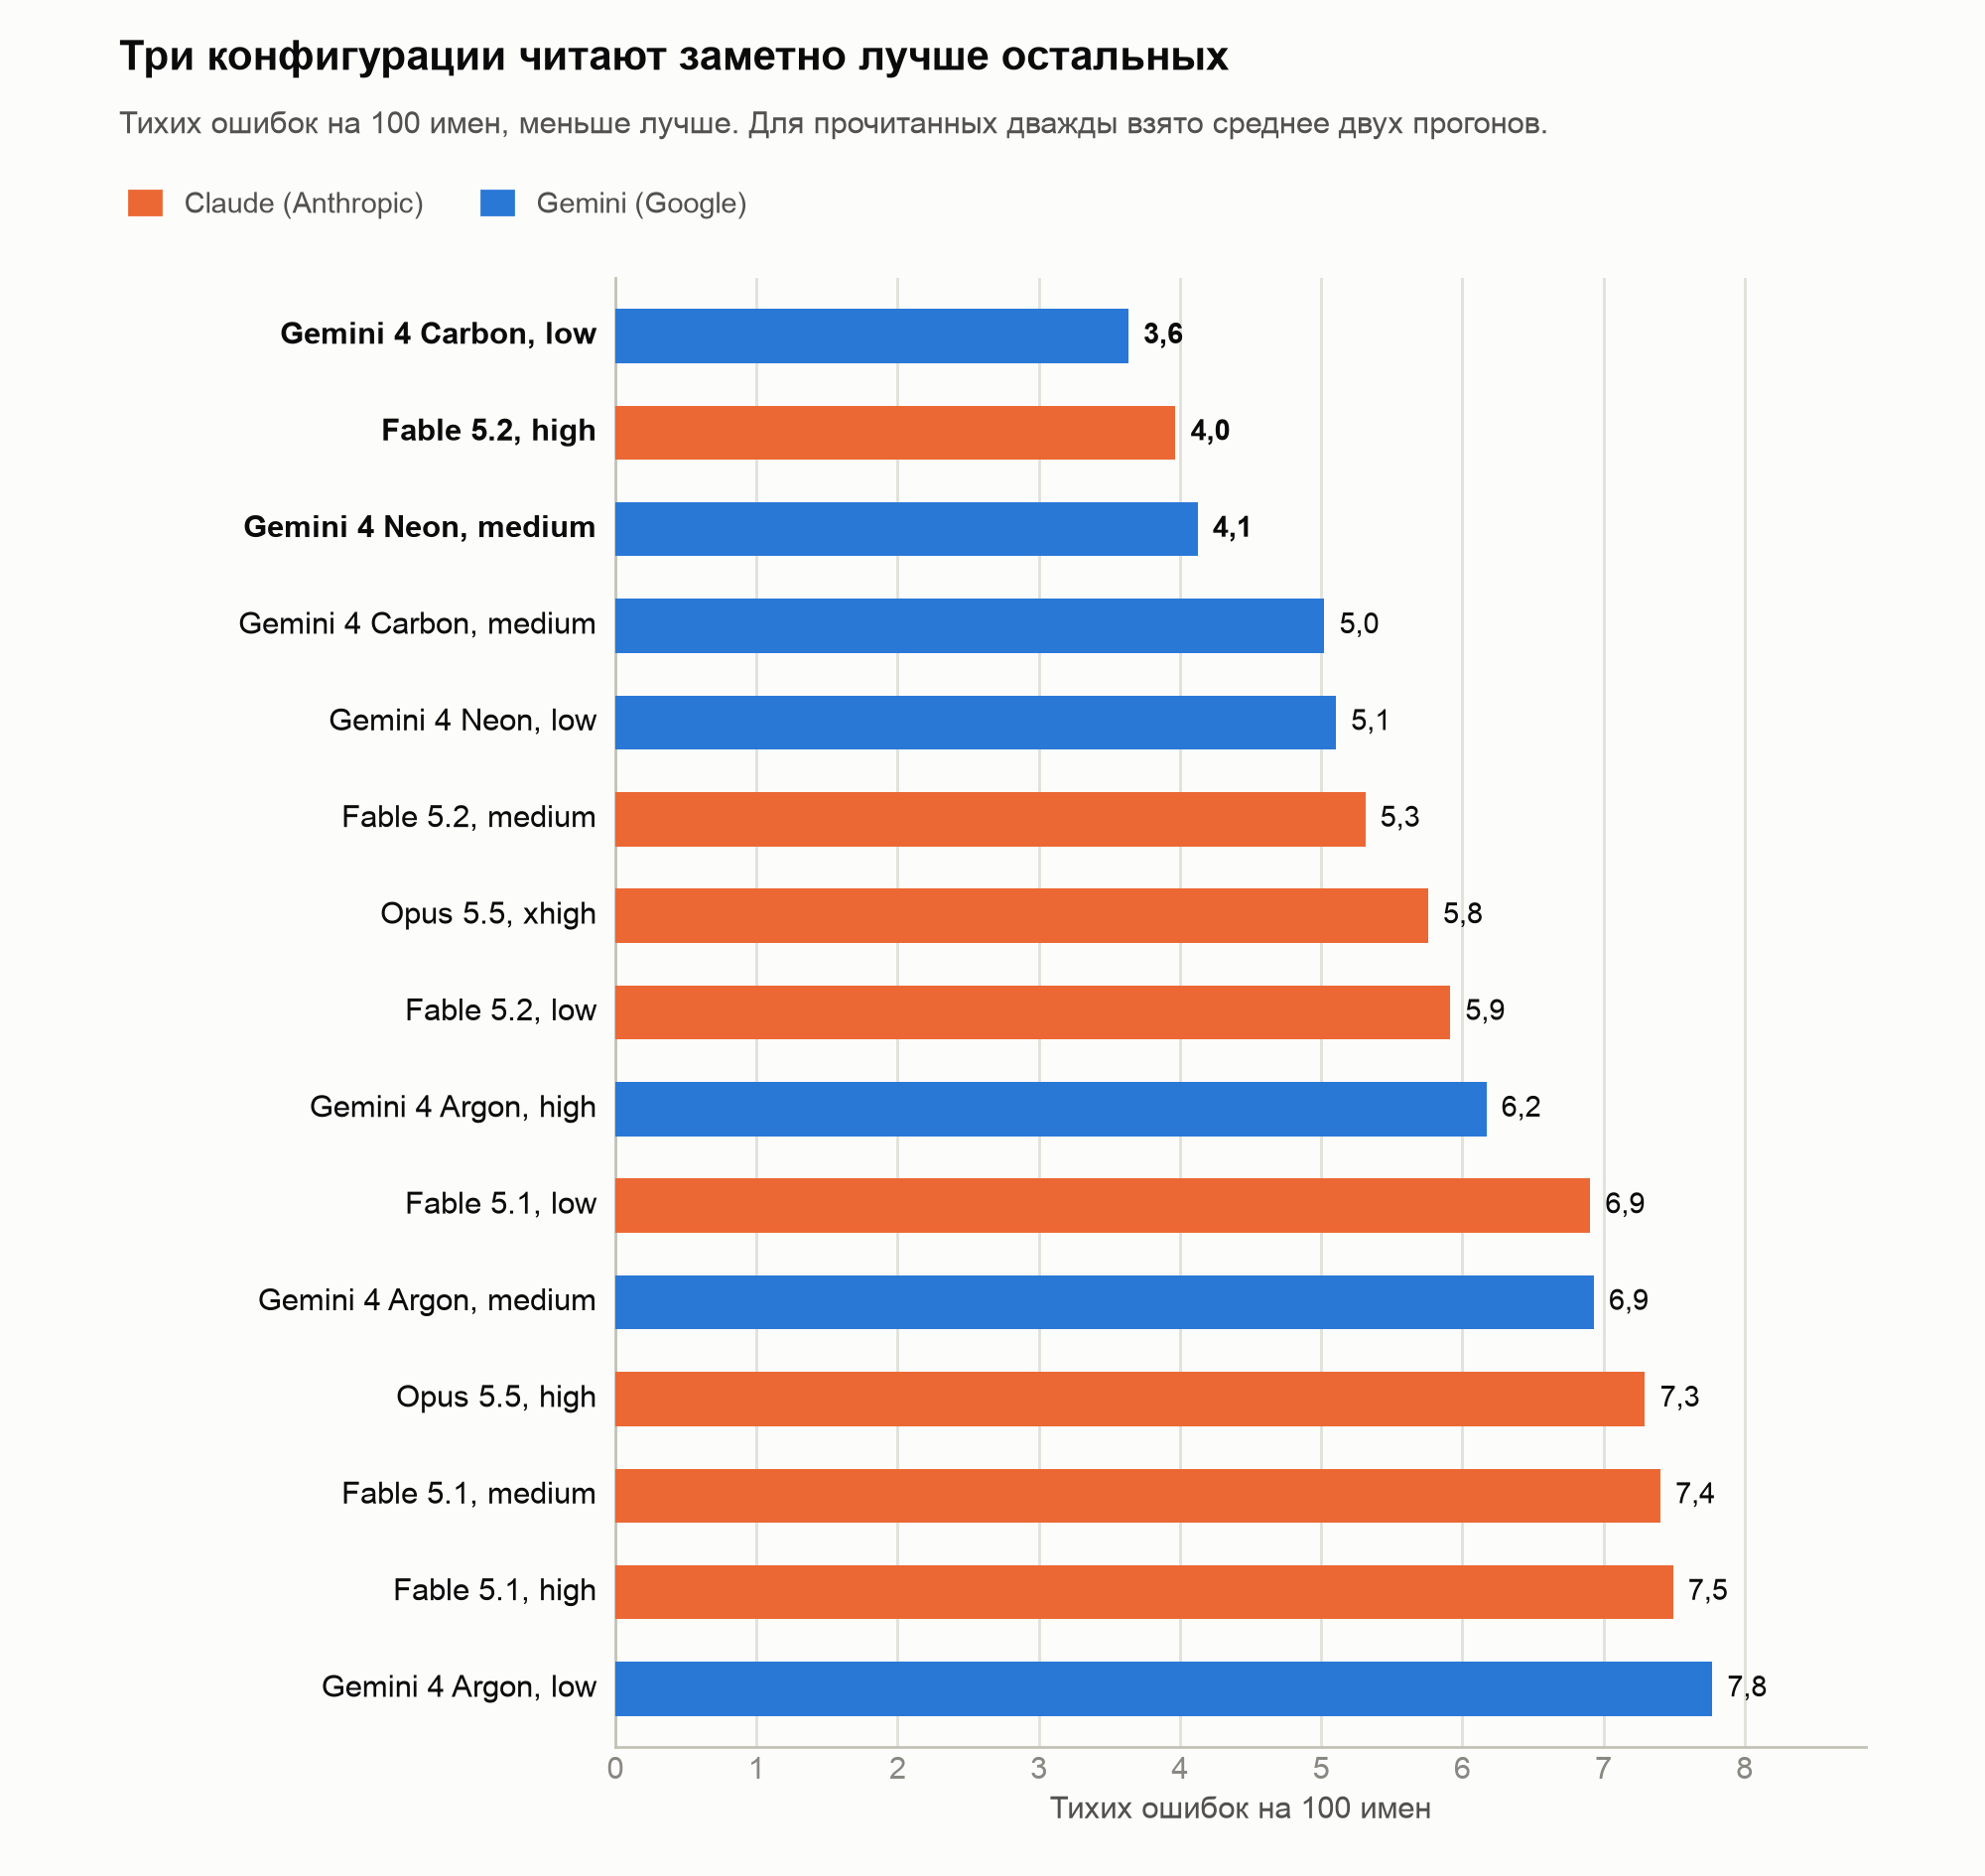 Три конфигурации читают заметно лучше остальных
Тихих ошибок на 100 имен, меньше лучше. Для прочитанных дважды взято среднее двух прогонов.
Claude (Anthropic) Gemini (Google)
Gemini 4 Carbon, low 3,6
Fable 5.2, high 4,0
Gemini 4 Neon, medium 4,1
Gemini 4 Carbon, medium 5,0
Gemini 4 Neon, low 5,1
Fable 5.2, medium 5,3
Opus 5.5, xhigh 5,8
Fable 5.2, low 5,9
Gemini 4 Argon, high 6,2
Fable 5.1, low 6,9
Gemini 4 Argon, medium 6,9
Opus 5.5, high 7,3
Fable 5.1, medium 7,4
Fable 5.1, high 7,5
Gemini 4 Argon, low 7,8
0 1 2 3 4 5 6 7 8
Тихих ошибок на 100 имен